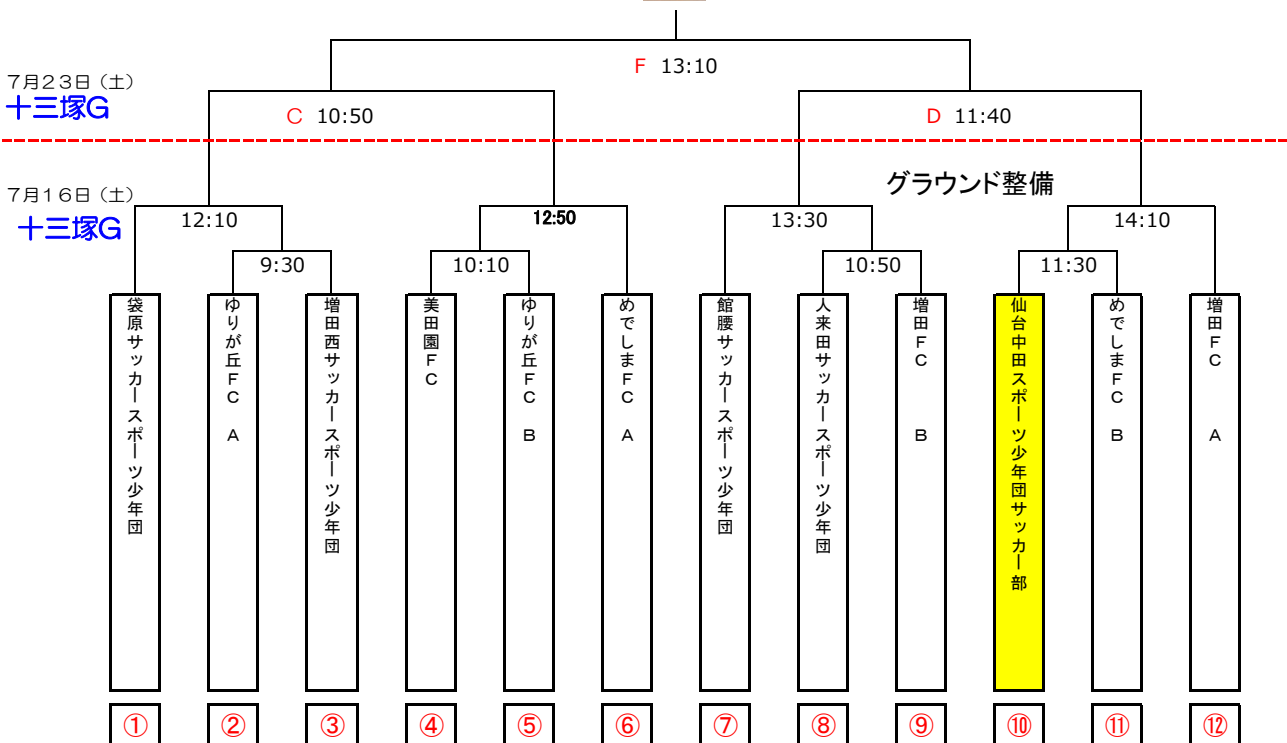 F 13:10
7月23日（土）
十三塚G
C 10:50
D 11:40
7月16日（土）
十三塚G
グラウンド整備
12:10
12:50
13:30
14:10
9:30
10:10
10:50
11:30
袋原サッカースポーツ少年団
ゆりが丘FC A
増田西サッカースポーツ少年団
美田園FC
ゆりが丘FC B
めでしまFC A
館腰サッカースポーツ少年団
人来田サッカースポーツ少年団
増田FC B
仙台中田スポーツ少年団サッカー部
めでしまFC B
増田FC A
①
②
③
④
⑤
⑥
⑦
⑧
⑨
⑩
⑪
⑫